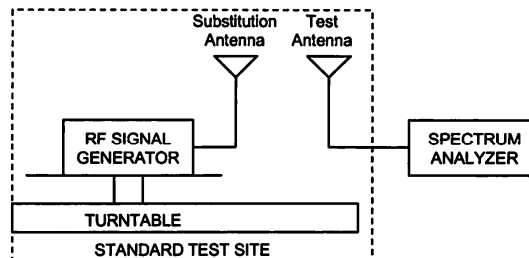 Substitution Antenna
Test Antenna
RF SIGNAL
GENERATOR
SPECTRUM
ANALYZER
TURNTABLE
STANDARD TEST SITE